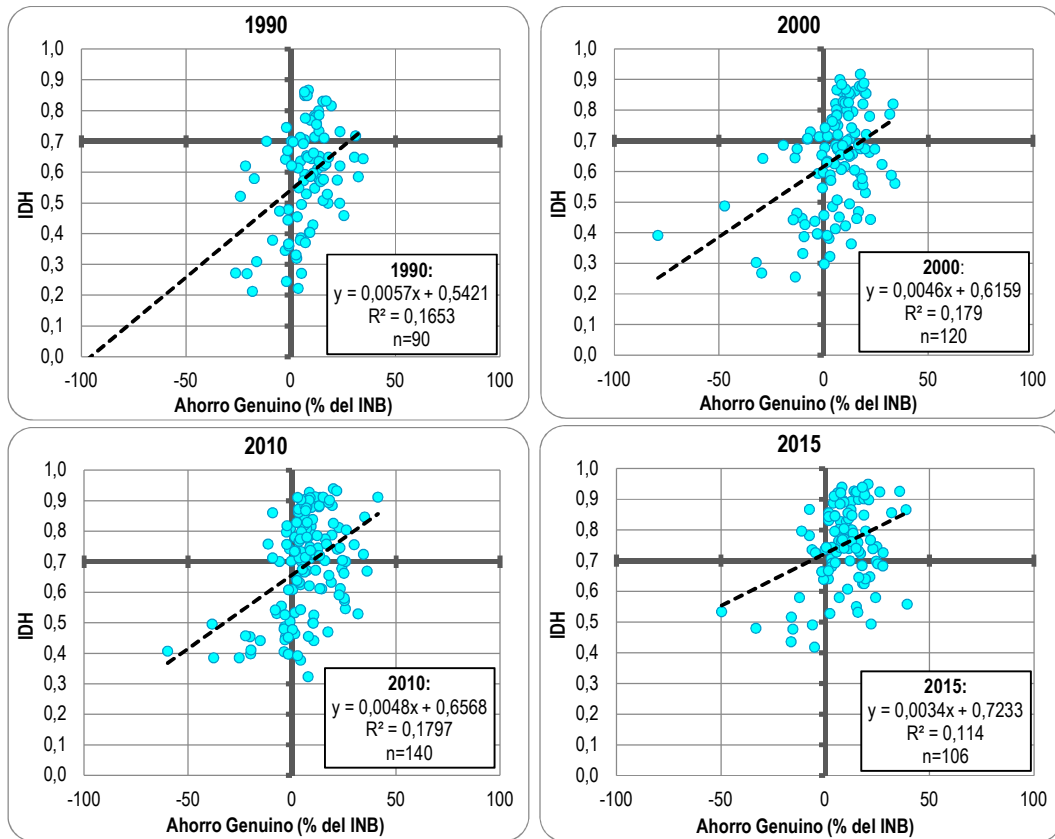 1990
1,0
0,9
0,8
0,7
0,6
0,5
0,4
0,3
0,2
0,1
0,0
IDH
1990:
y = 0,0057x + 0,5421
R² = 0,1653
n=90
-100 -50 0 50 100
Ahorro Genuino (% del INB)
2000
1,0
0,9
0,8
0,7
0,6
0,5
0,4
0,3
0,2
0,1
0,0
IDH
2000:
y = 0,0046x + 0,6159
R² = 0,179
n=120
-100 -50 0 50 100
Ahorro Genuino (% del INB)
2010
1,0
0,9
0,8
0,7
0,6
0,5
0,4
0,3
0,2
0,1
0,0
IDH
2010:
y = 0,0048x + 0,6568
R² = 0,1797
n=140
-100 -50 0 50 100
Ahorro Genuino (% del INB)
2015
1,0
0,9
0,8
0,7
0,6
0,5
0,4
0,3
0,2
0,1
0,0
IDH
2015:
y = 0,0034x + 0,7233
R² = 0,114
n=106
-100 -50 0 50 100
Ahorro Genuino (% del INB)